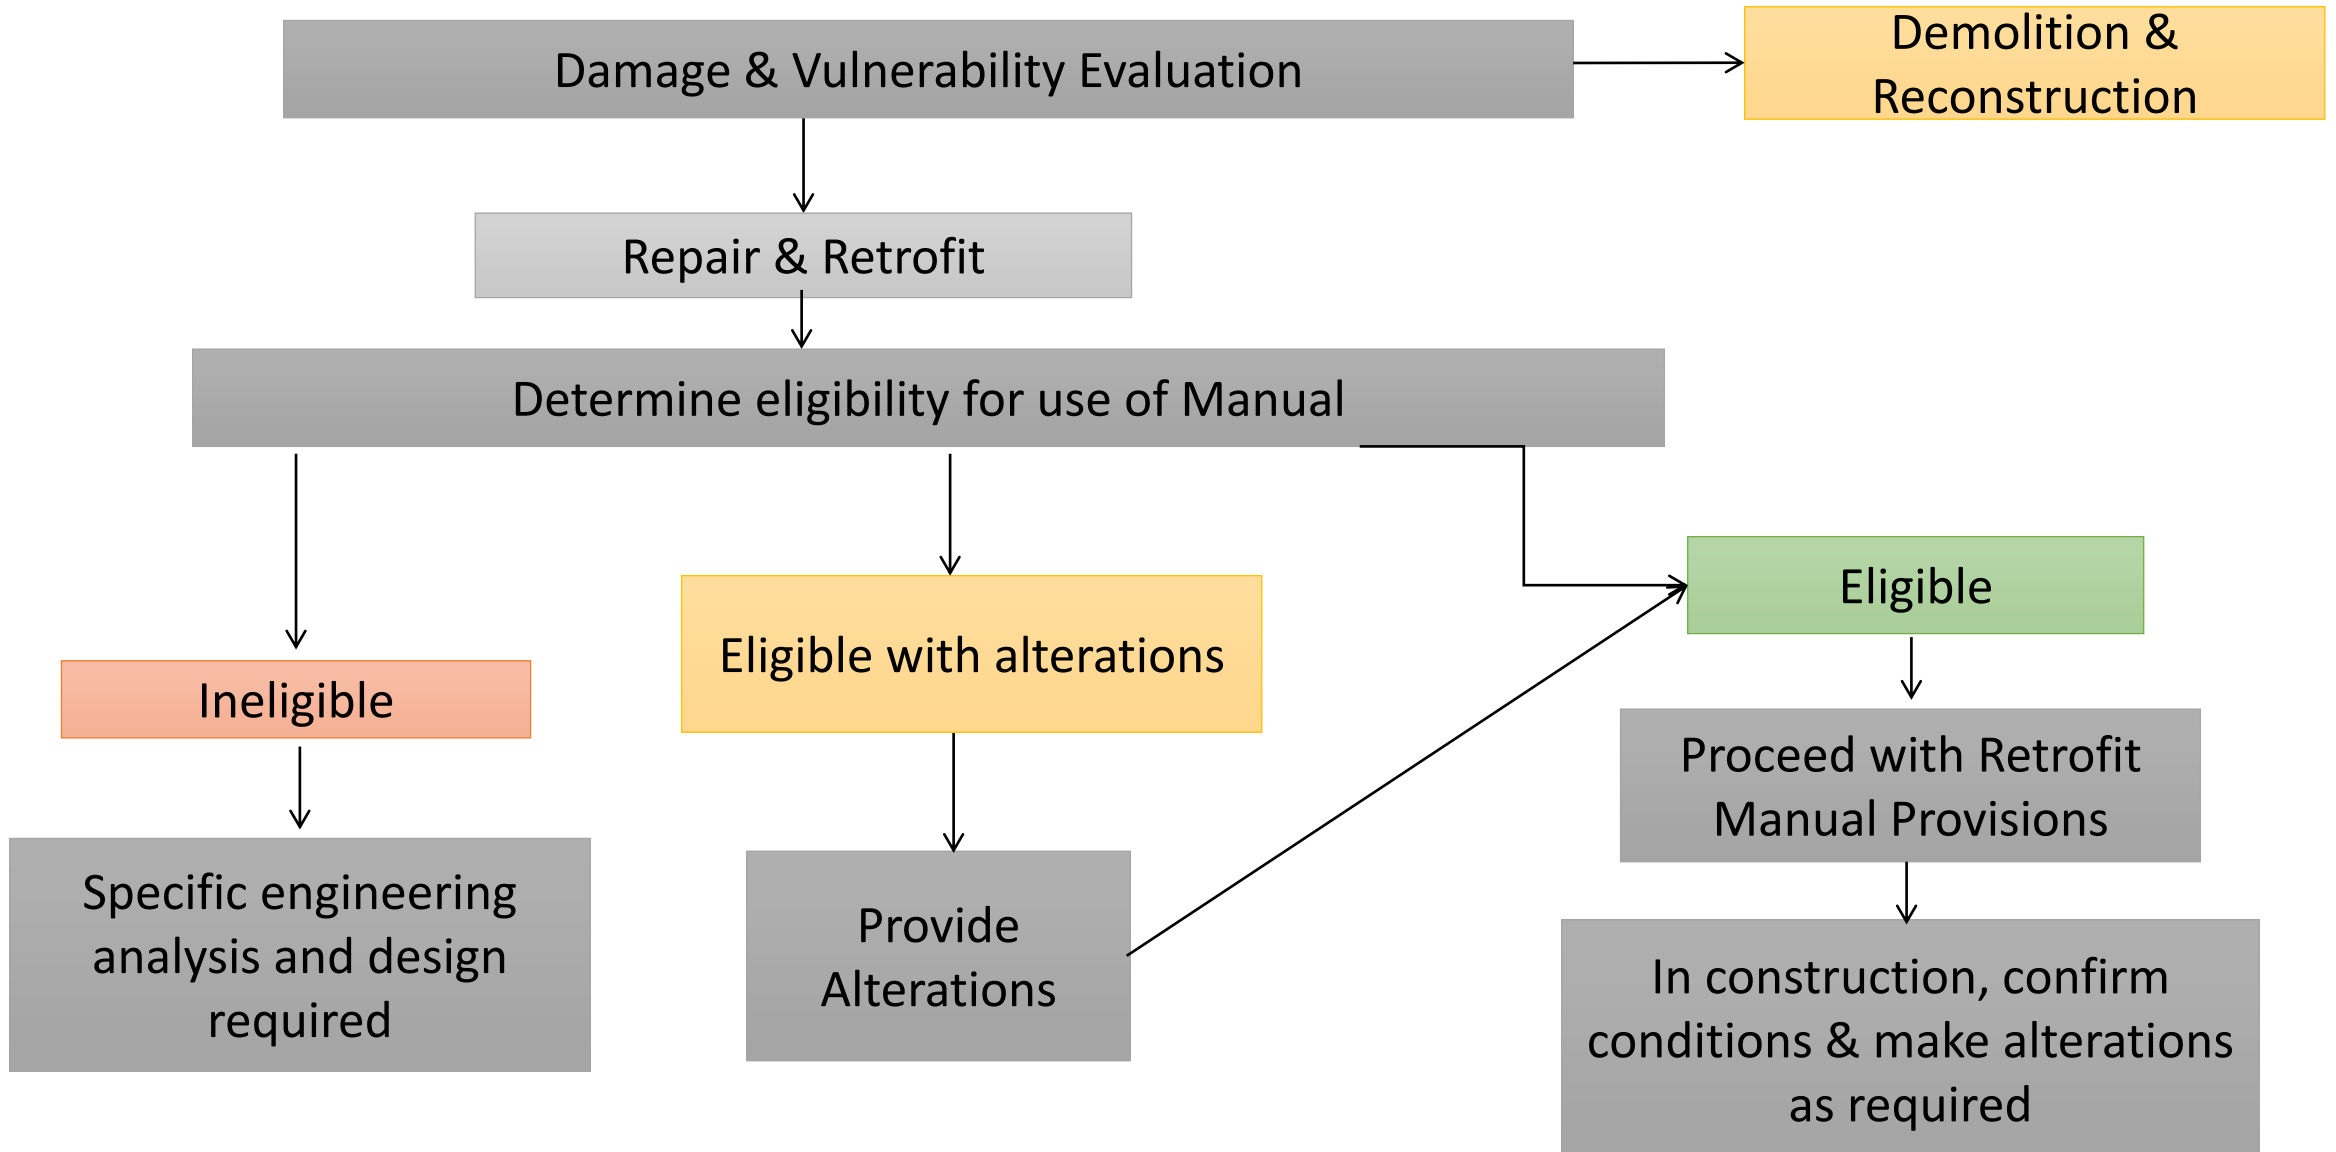 Damage & Vulnerability Evaluation
Demolition &
Reconstruction
Repair & Retrofit
Determine eligibility for use of Manual
Ineligible
Eligible with alterations
Eligible
Specific engineering
analysis and design
required
Provide
Alterations
Proceed with Retrofit
Manual Provisions
In construction, confirm
conditions & make alterations
as required